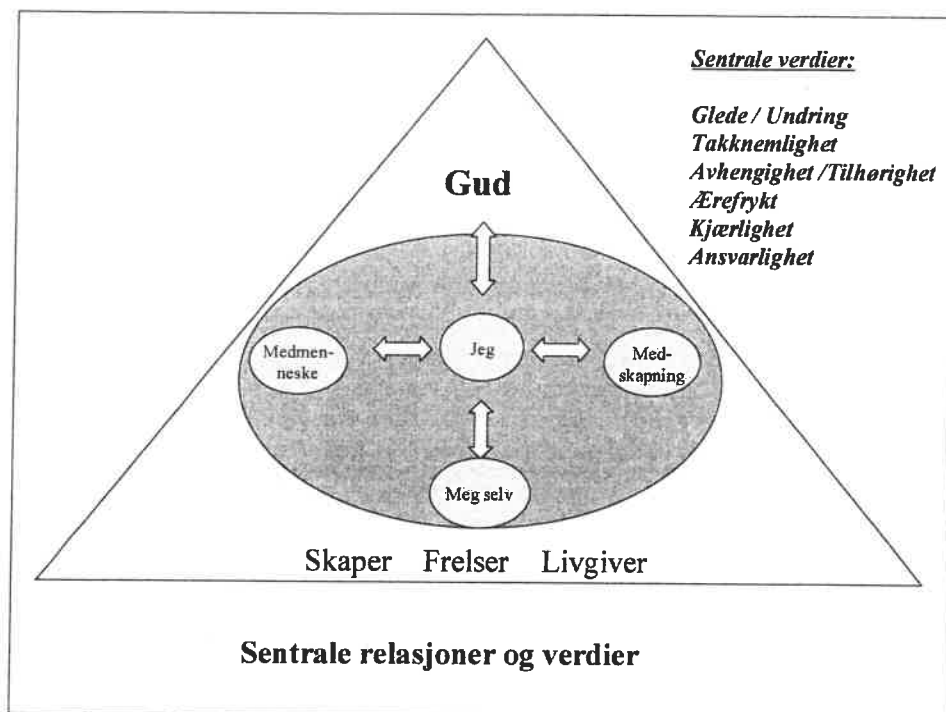 Sentrale verdier:
Glede / Undring
Takknemlighet
Avhengighet /Tilhørighet
Ærefrykt
Kjærlighet
Ansvarlighet
Gud
Medmen-
neske
Jeg
Med-
skapning
Meg selv
Skaper Frelser Livgiver
Sentrale relasjoner og verdier